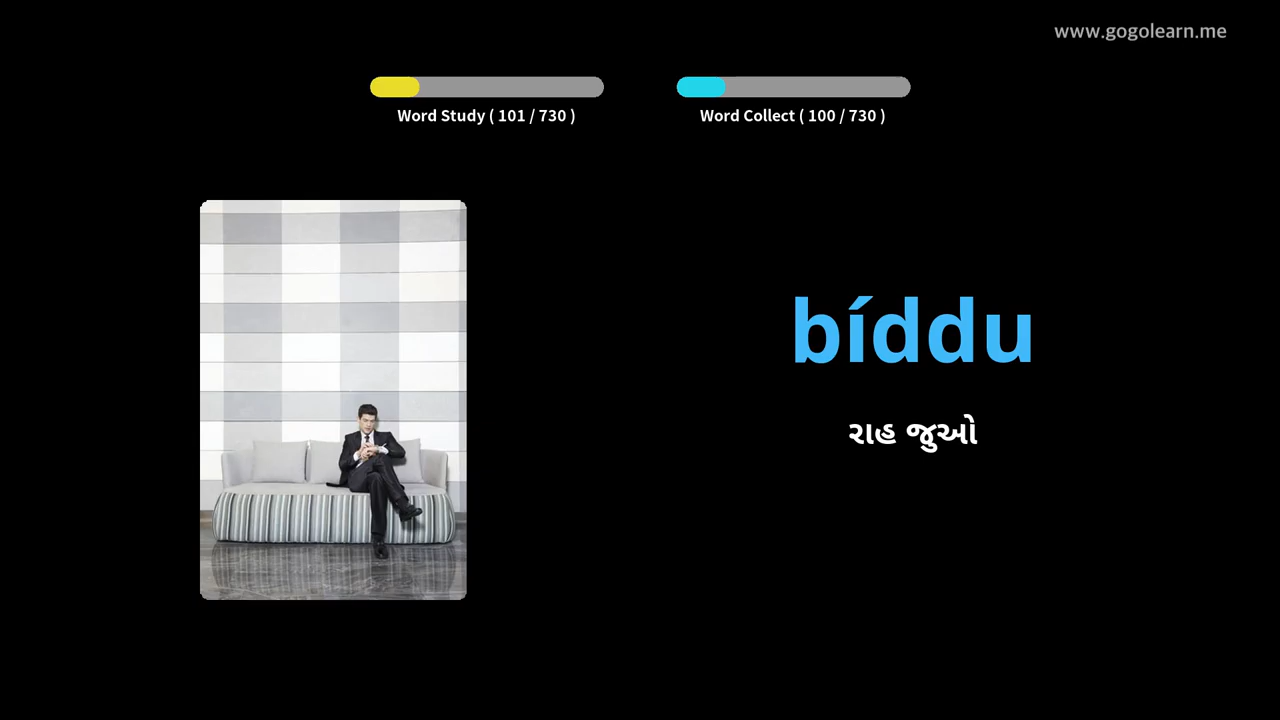 www.gogolearn.me
Word Study ( 101 / 730 )
Word Collect ( 100 / 730 )
bíddu
રાહ જુઓ